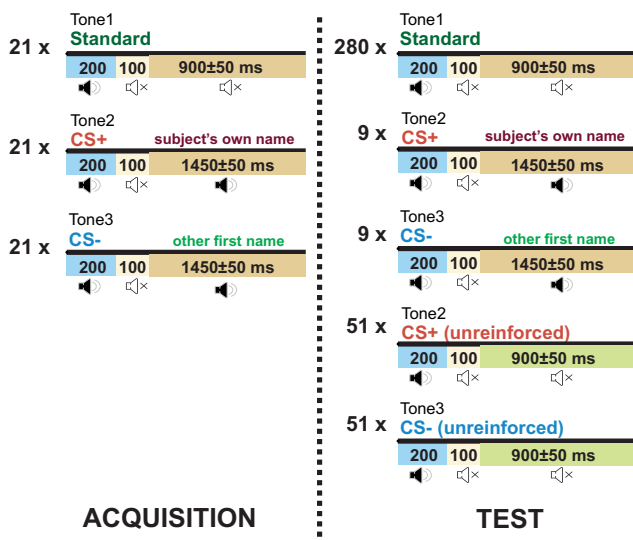 Tone1
Standard
21 x
200 100 900±50 ms
Tone2
CS+ subject's own name
21 x
200 100 1450±50 ms
Tone3
CS- other first name
21 x
200 100 1450±50 ms
ACQUISITION
Tone1
Standard
280 x
200 100 900±50 ms
Tone2
CS+ subject's own name
9 x
200 100 1450±50 ms
Tone3
CS- other first name
9 x
200 100 1450±50 ms
Tone2
51 x
CS+ (unreinforced)
200 100 900±50 ms
Tone3
51 x
CS- (unreinforced)
200 100 900±50 ms
TEST